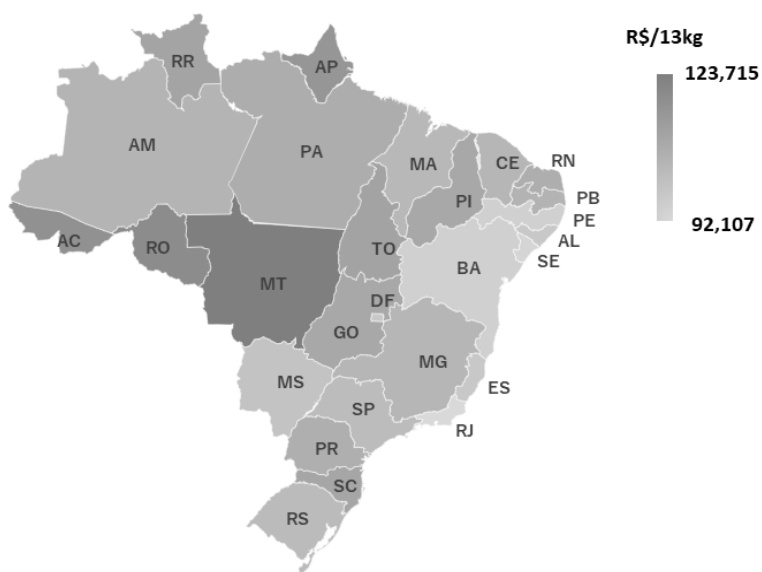 R$/13kg
123,715
92,107
RR
AP
AM
PA
MA
CE
RN
PI
PB
PE
AL
SE
AC
RO
TO
MT
BA
DF
GO
MG
MS
ES
SP
RJ
PR
SC
RS